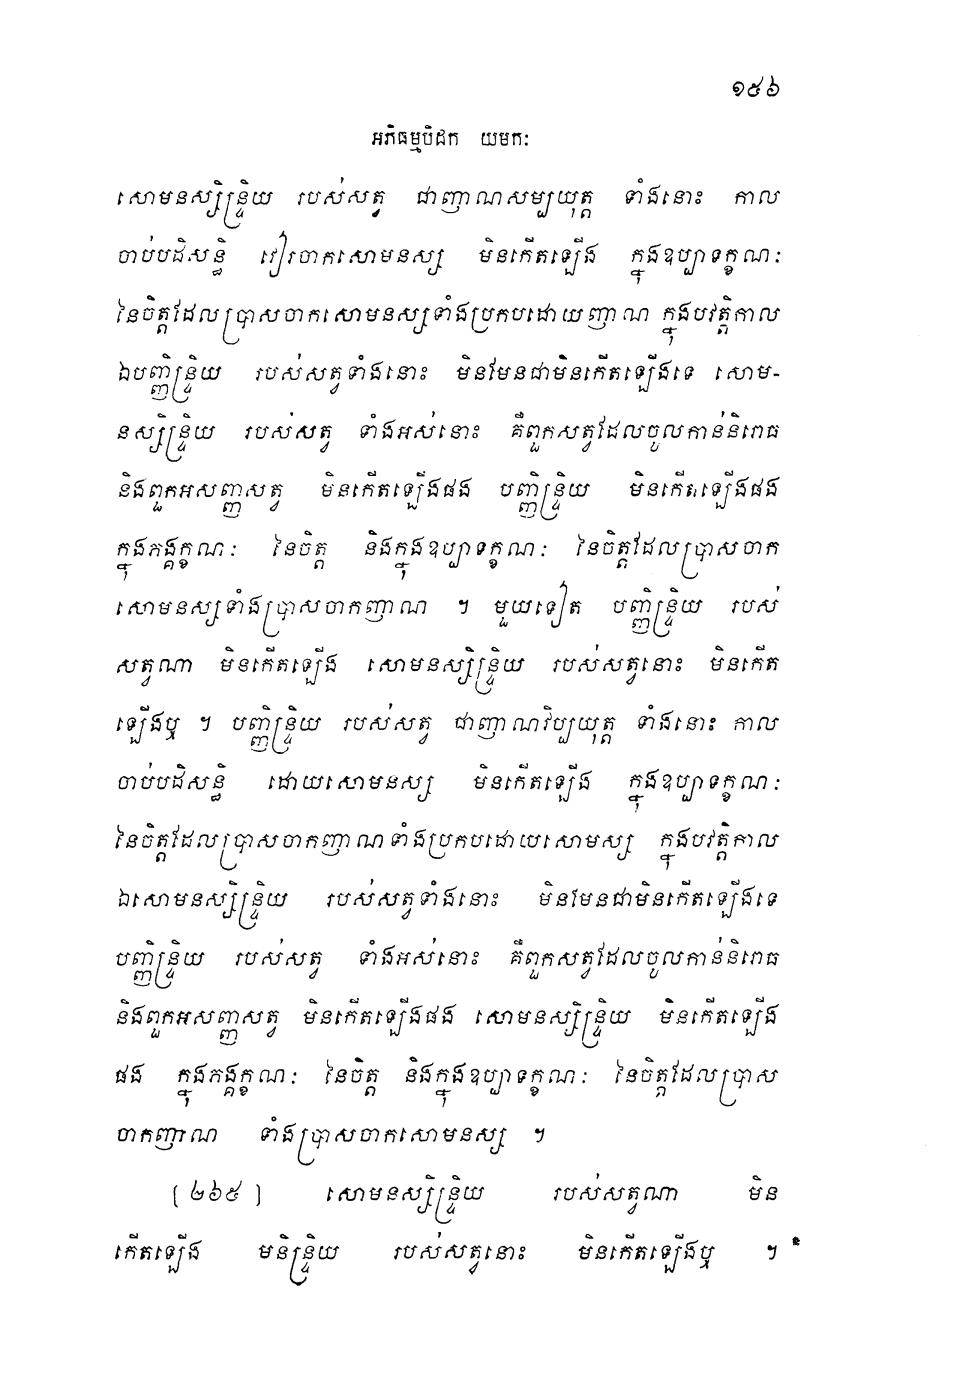 ១៥៦
អភិធម្មបិដក យមកៈ
សោមនស្សិន្ទ្រិយ របស់សត្វ ជាញាណសម្បយុត្ត ទាំងនោះ កាល
ចាប់បដិសន្ធិ វៀរចាកសោមនស្ស មិនកើតឡើង ក្នុងឧប្បាទក្ខណៈ
នៃចិត្តដែលប្រាសចាកសោមនស្សទាំងប្រកបដោយញាណ ក្នុងបវត្តិកាល
ឯបញ្ញិន្ទ្រិយ របស់សត្វទាំងនោះ មិនមែនជាមិនកើតឡើងទេ សោម-
នស្សិន្ទ្រិយ របស់សត្វ ទាំងអស់នោះ គឺពួកសត្វដែលចូលកាន់និរោធ
និងពួកអសញ្ញសត្វ មិនកើតឡើងផង បញ្ញិន្ទ្រិយ មិនកើតឡើងផង
ក្នុងភង្គក្ខណៈ នៃចិត្ត និងក្នុងឧប្បាទក្ខណៈ នៃចិត្តដែលប្រាសចាក
សោមនស្សទាំងប្រាសចាកញាណ ។ មួយទៀត បញ្ញិន្ទ្រិយ របស់
សត្វណា មិនកើតឡើង សោមនស្សិន្ទ្រិយ របស់សត្វនោះ មិនកើត
ឡើងឬ ។ បញ្ញិន្ទ្រិយ របស់សត្វ ជាញាណវិប្បយុត្ត ទាំងនោះ កាល
ចាប់បដិសន្ធិ ដោយសោមនស្ស មិនកើតឡើង ក្នុងឧប្បាទក្ខណៈ
នៃចិត្តដែលប្រាសចាកញាណទាំងប្រកបដោយសោមស្ស ក្នុងបវត្តិកាល
ឯសោមនស្សិន្ទ្រិយ របស់សត្វទាំងនោះ មិនមែនជាមិនកើតឡើងទេ
បញ្ញិន្ទ្រិយ របស់សត្វ ទាំងអស់នោះ គឺពួកសត្វដែលចូលកាន់និរោធ
និងពួកអសញ្ញសត្វ មិនកើតឡើងផង សោមនស្សិន្ទ្រិយ មិនកើតឡើង
ផង ក្នុងភង្គក្ខណៈ នៃចិត្ត និងក្នុងឧប្បាទក្ខណៈ នៃចិត្តដែលប្រាស
ចាកញាណ ទាំងប្រាសចាកសោមនស្ស ។
[២៦៥] សោមនស្សិន្ទ្រិយ របស់សត្វណា មិន
កើតឡើង មនិន្ទ្រិយ របស់សត្វនោះ មិនកើតឡើងឬ ។